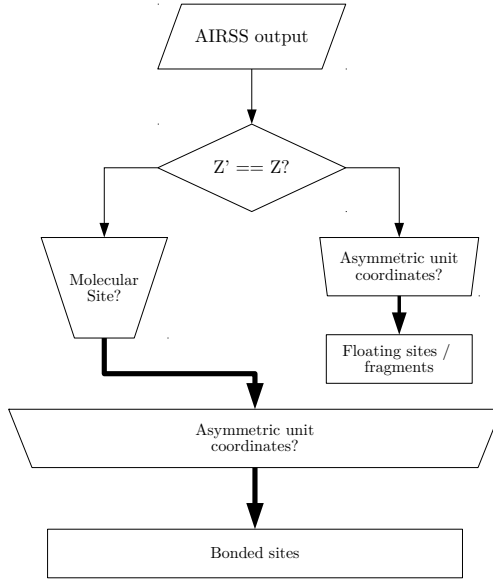 AIRSS output
Z' == Z?
Molecular
Site?
Asymmetric unit
coordinates?
Floating sites /
fragments
Asymmetric unit
coordinates?
Bonded sites